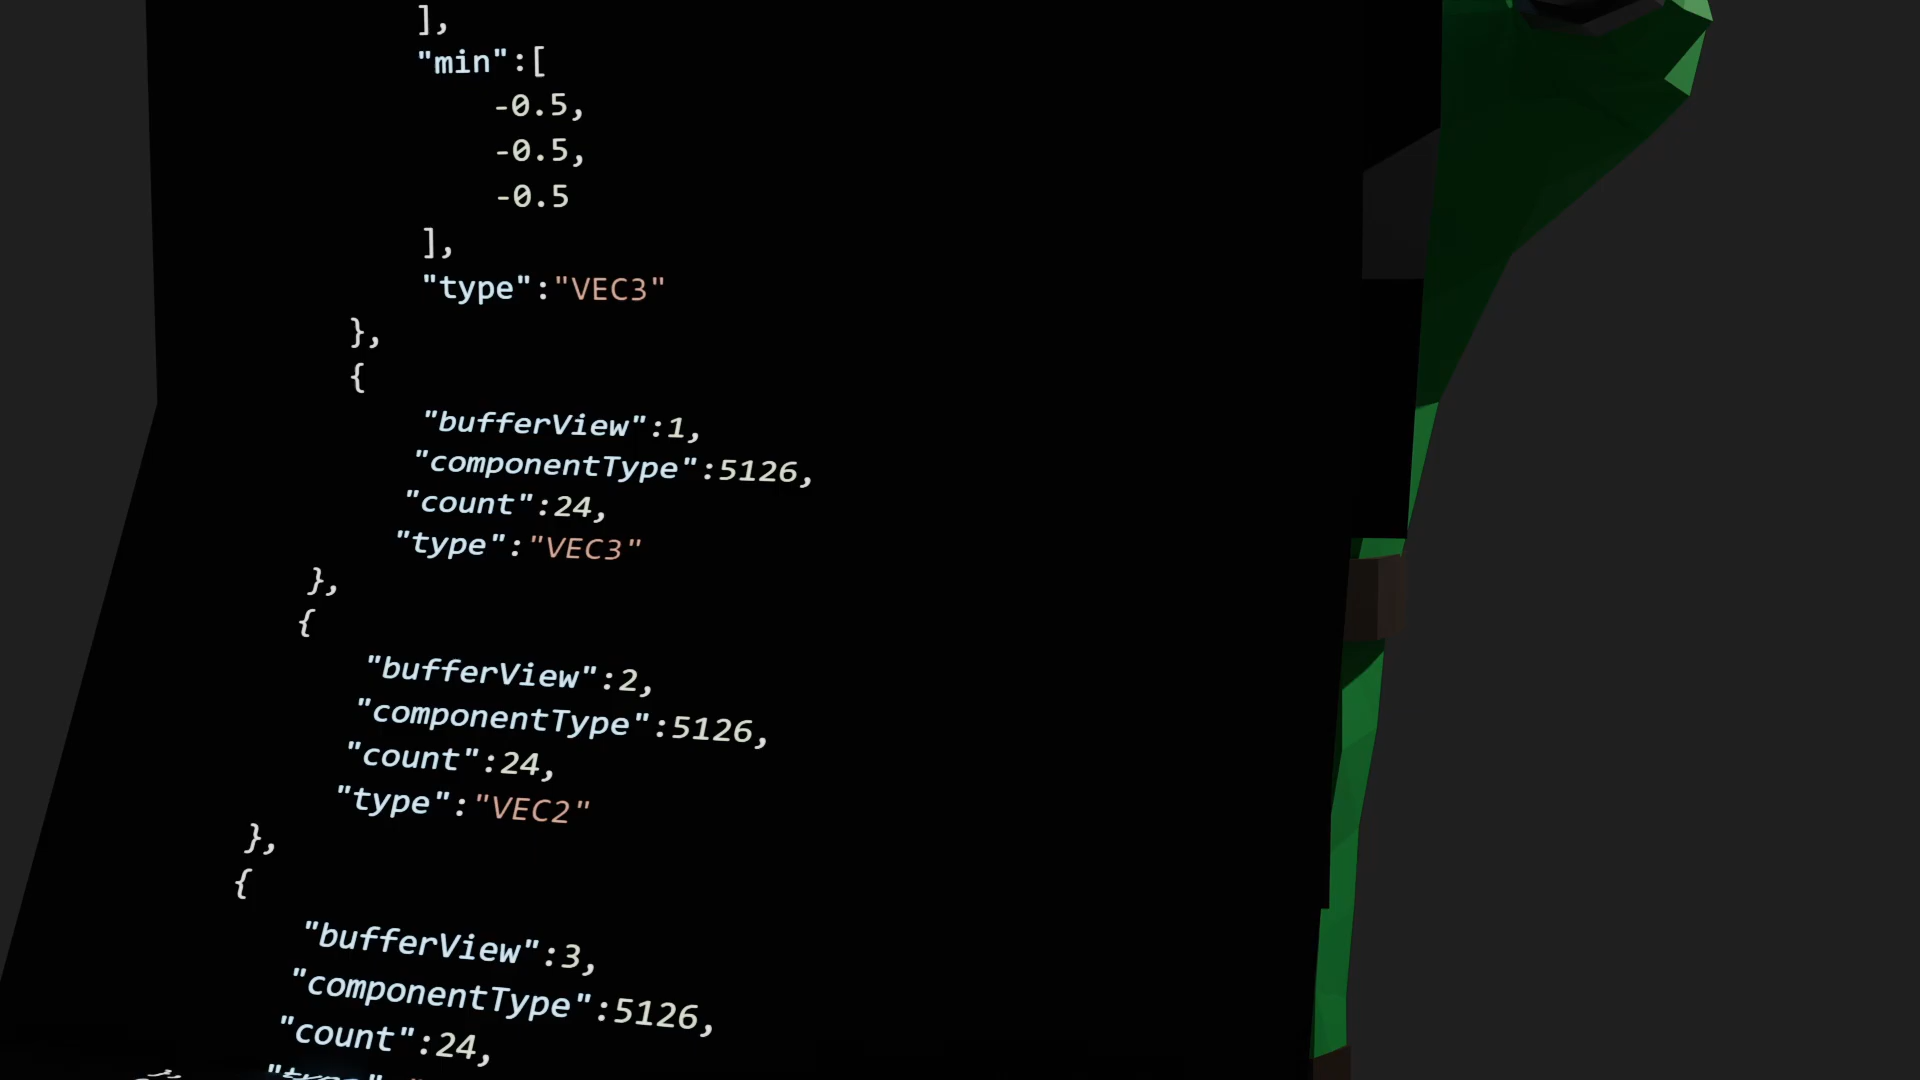 ],
"min":[
-0.5,
-0.5,
-0.5
],
"type":"VEC3"
},
{
"bufferView":1,
"componentType":5126,
"count":24,
"type":"VEC3"
},
{
"bufferView":2,
"componentType":5126,
"count":24,
"type":"VEC2"
},
{
"bufferView":3,
"componentType":5126,
"count":24,
"type"